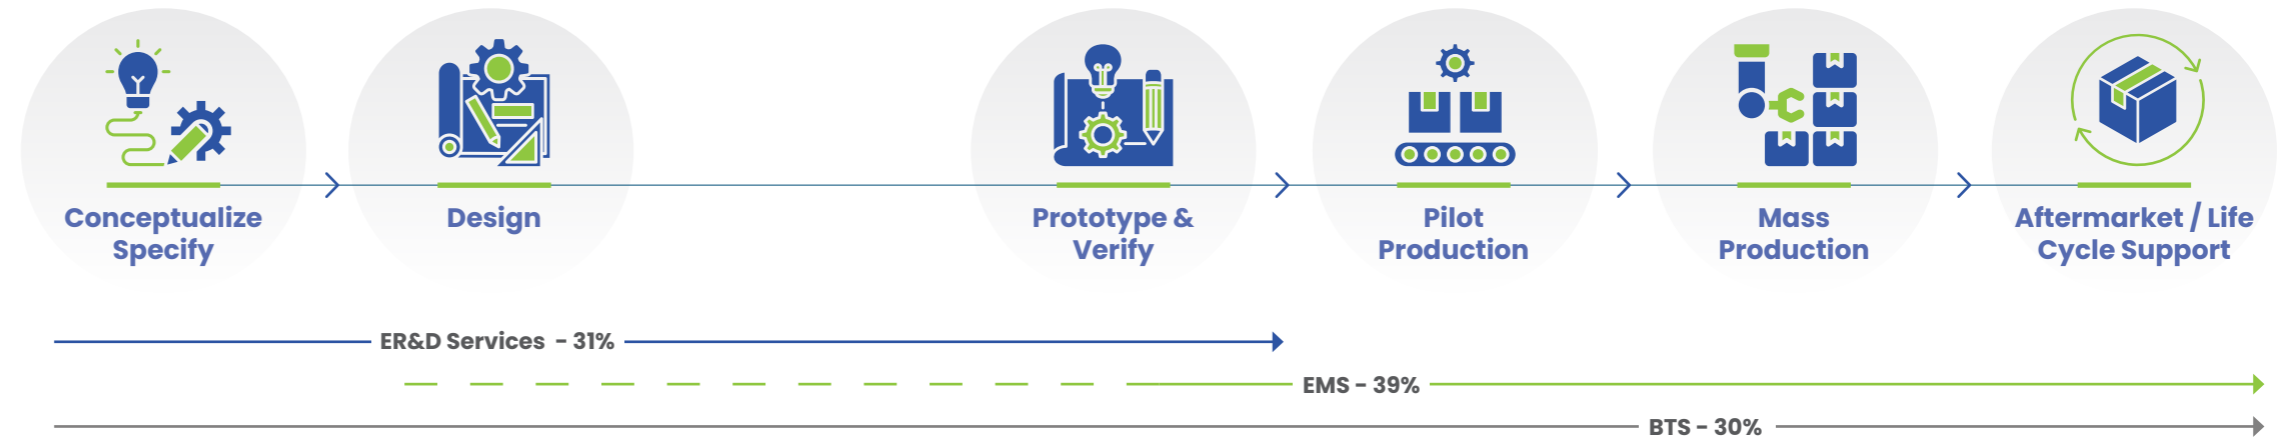 Conceptualize
Specify
Design
Prototype &
Verify
Pilot
Production
Mass
Production
Aftermarket / Life
Cycle Support
ER&D Services - 31%
EMS - 39%
BTS - 30%